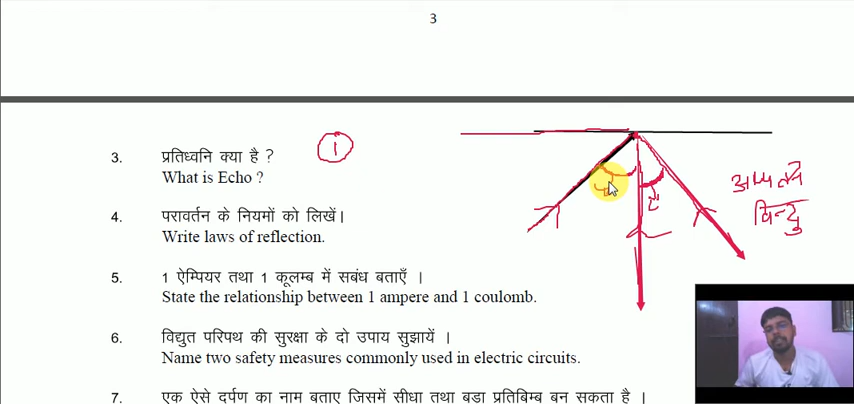 3
3. प्रतिध्वनि क्या है ? 1
What is Echo ?
4. परावर्तन के नियमों को लिखें।
Write laws of reflection.
5. 1 ऐम्पियर तथा 1 कूलम्ब में सबंध बताएँ ।
State the relationship between 1 ampere and 1 coulomb.
6. विद्युत परिपथ की सुरक्षा के दो उपाय सुझायें ।
Name two safety measures commonly used in electric circuits.
7. एक ऐसे दर्पण का नाम बताए जिसमें सीधा तथा बड़ा प्रतिबिम्ब बन सकता है ।
बिन्दु